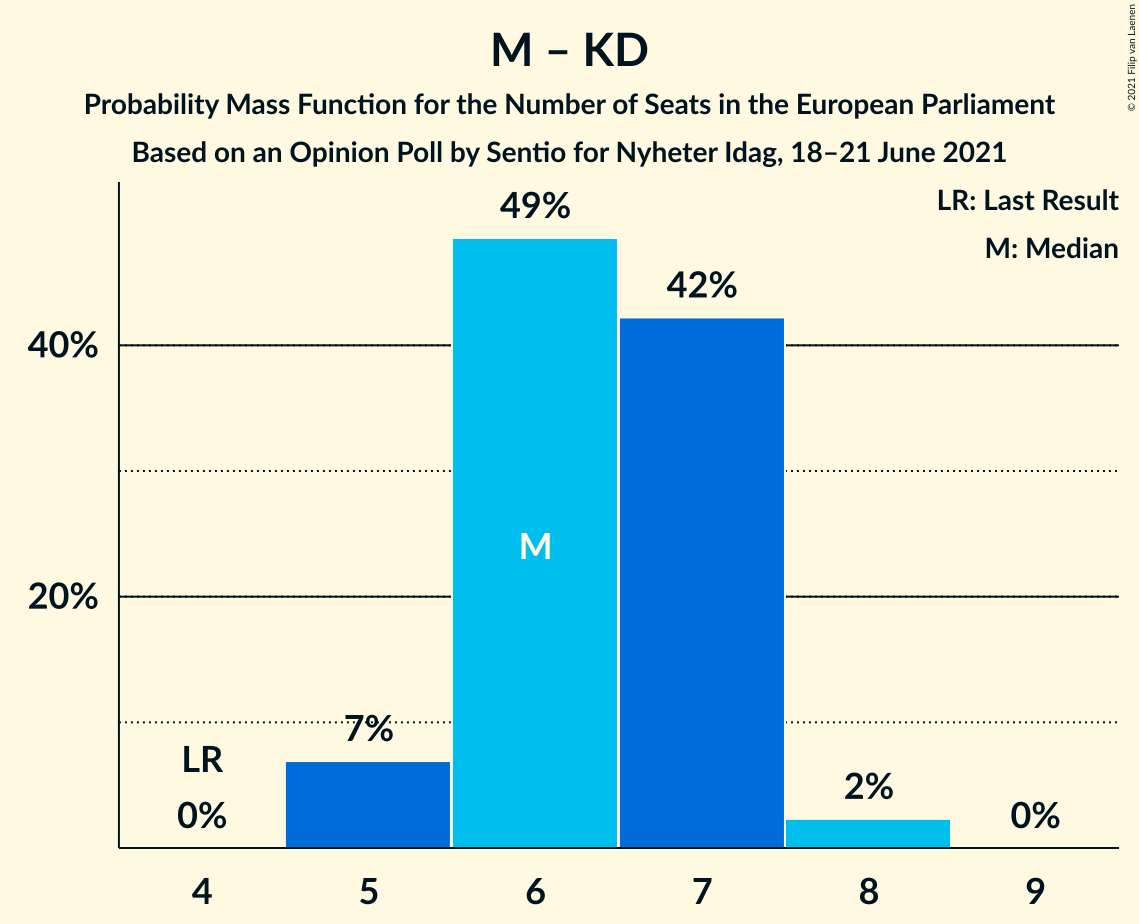 M – KD
Probability Mass Function for the Number of Seats in the European Parliament
Based on an Opinion Poll by Sentio for Nyheter Idag, 18–21 June 2021
© 2021 Filip van Laenen
LR: Last Result
M: Median
49%
42%
40%
M
20%
7%
LR
0%
2%
0%
4 5 6 7 8 9